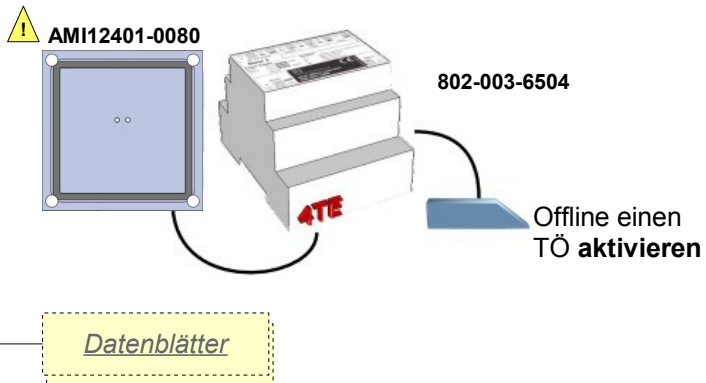 !
AMI12401-0080
802-003-6504
4TE
Offline einen
TÖ aktivieren
Datenblätter